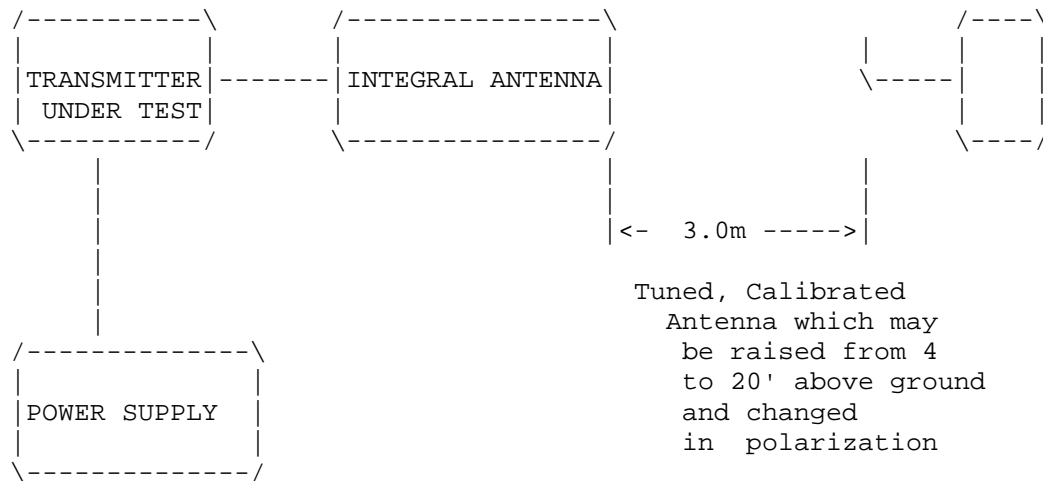 TRANSMITTER
UNDER TEST
INTEGRAL ANTENNA
<- 3.0m ----->
Tuned, Calibrated
Antenna which may
be raised from 4
to 20' above ground
and changed
in polarization
POWER SUPPLY